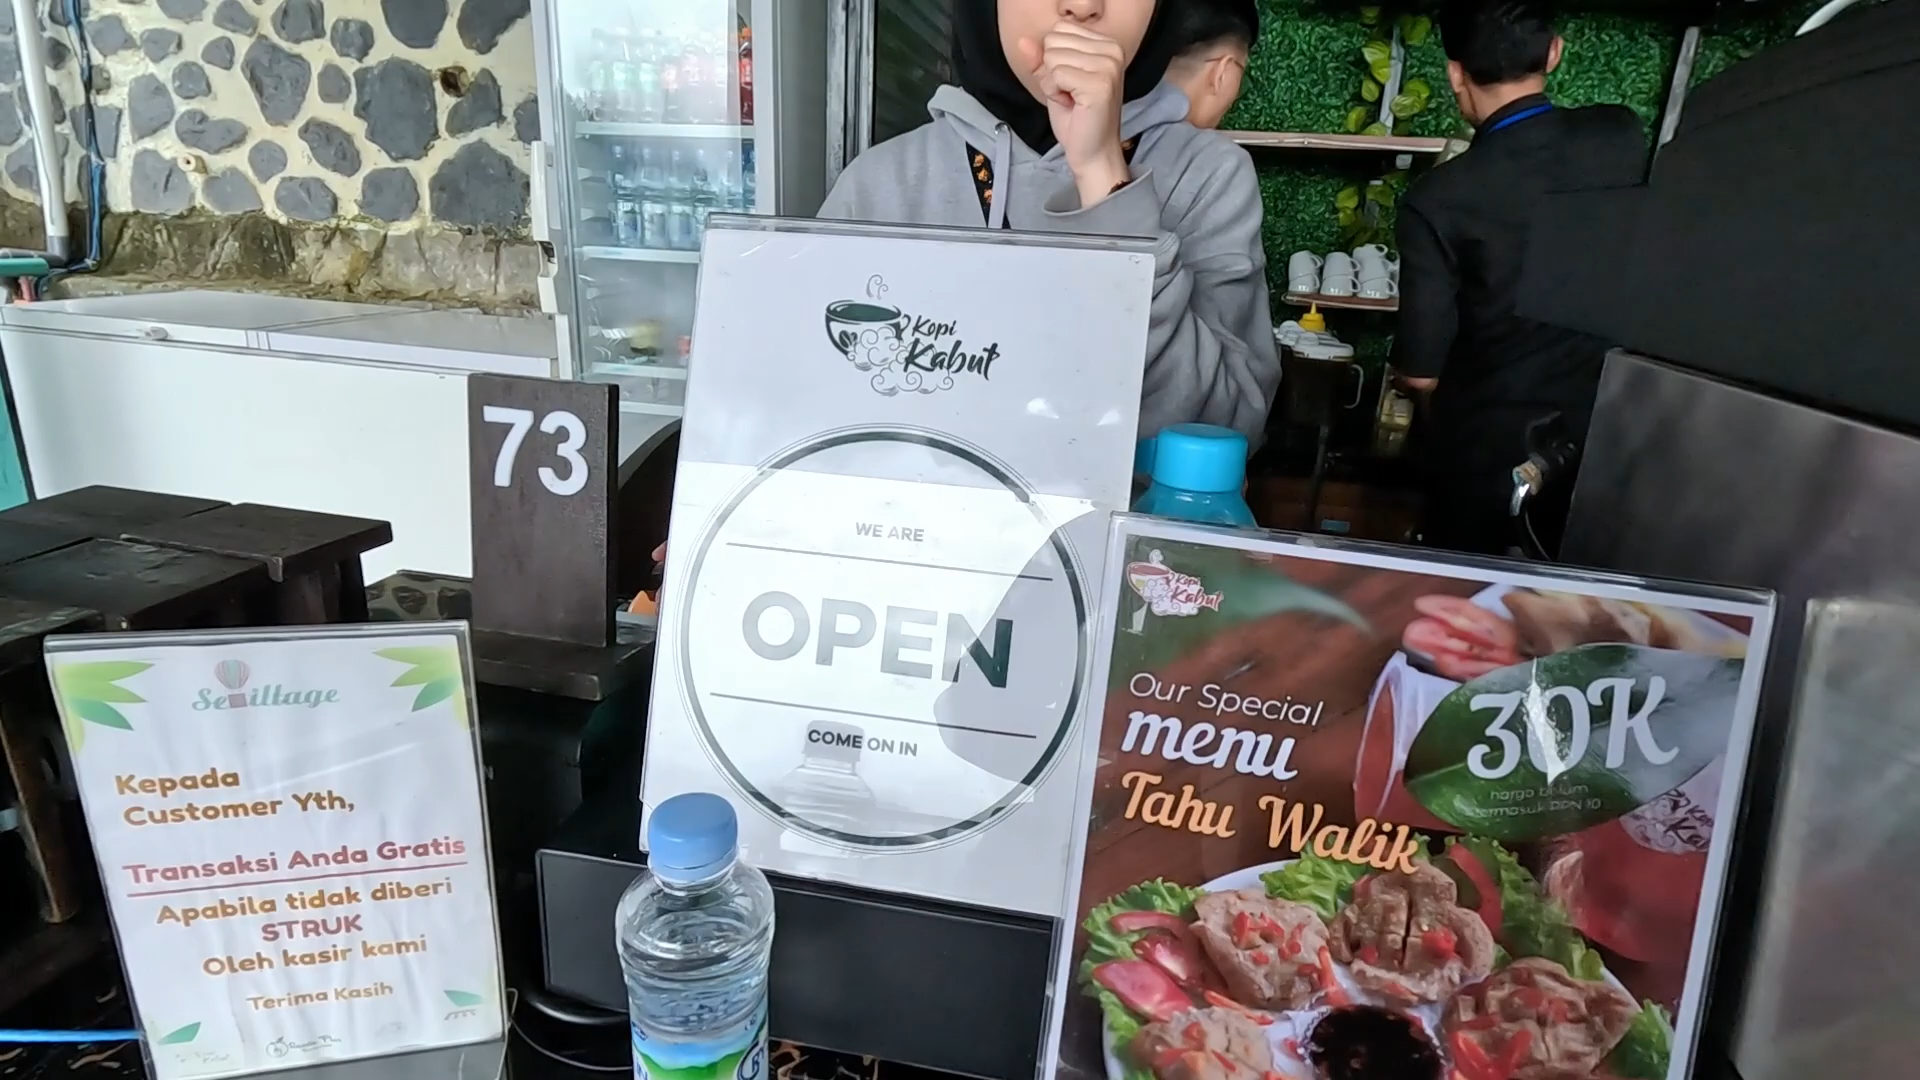 Kopi
Kabut
73
WE ARE
OPEN
COME ON IN
Sevillage
Kepada
Customer Yth,
Transaksi Anda Gratis
Apabila tidak diberi
STRUK
Oleh kasir kami
Terima Kasih
Kopi
Kabut
Our Special
menu
Tahu Walik
30K
harga belum
termasuk PPN 10